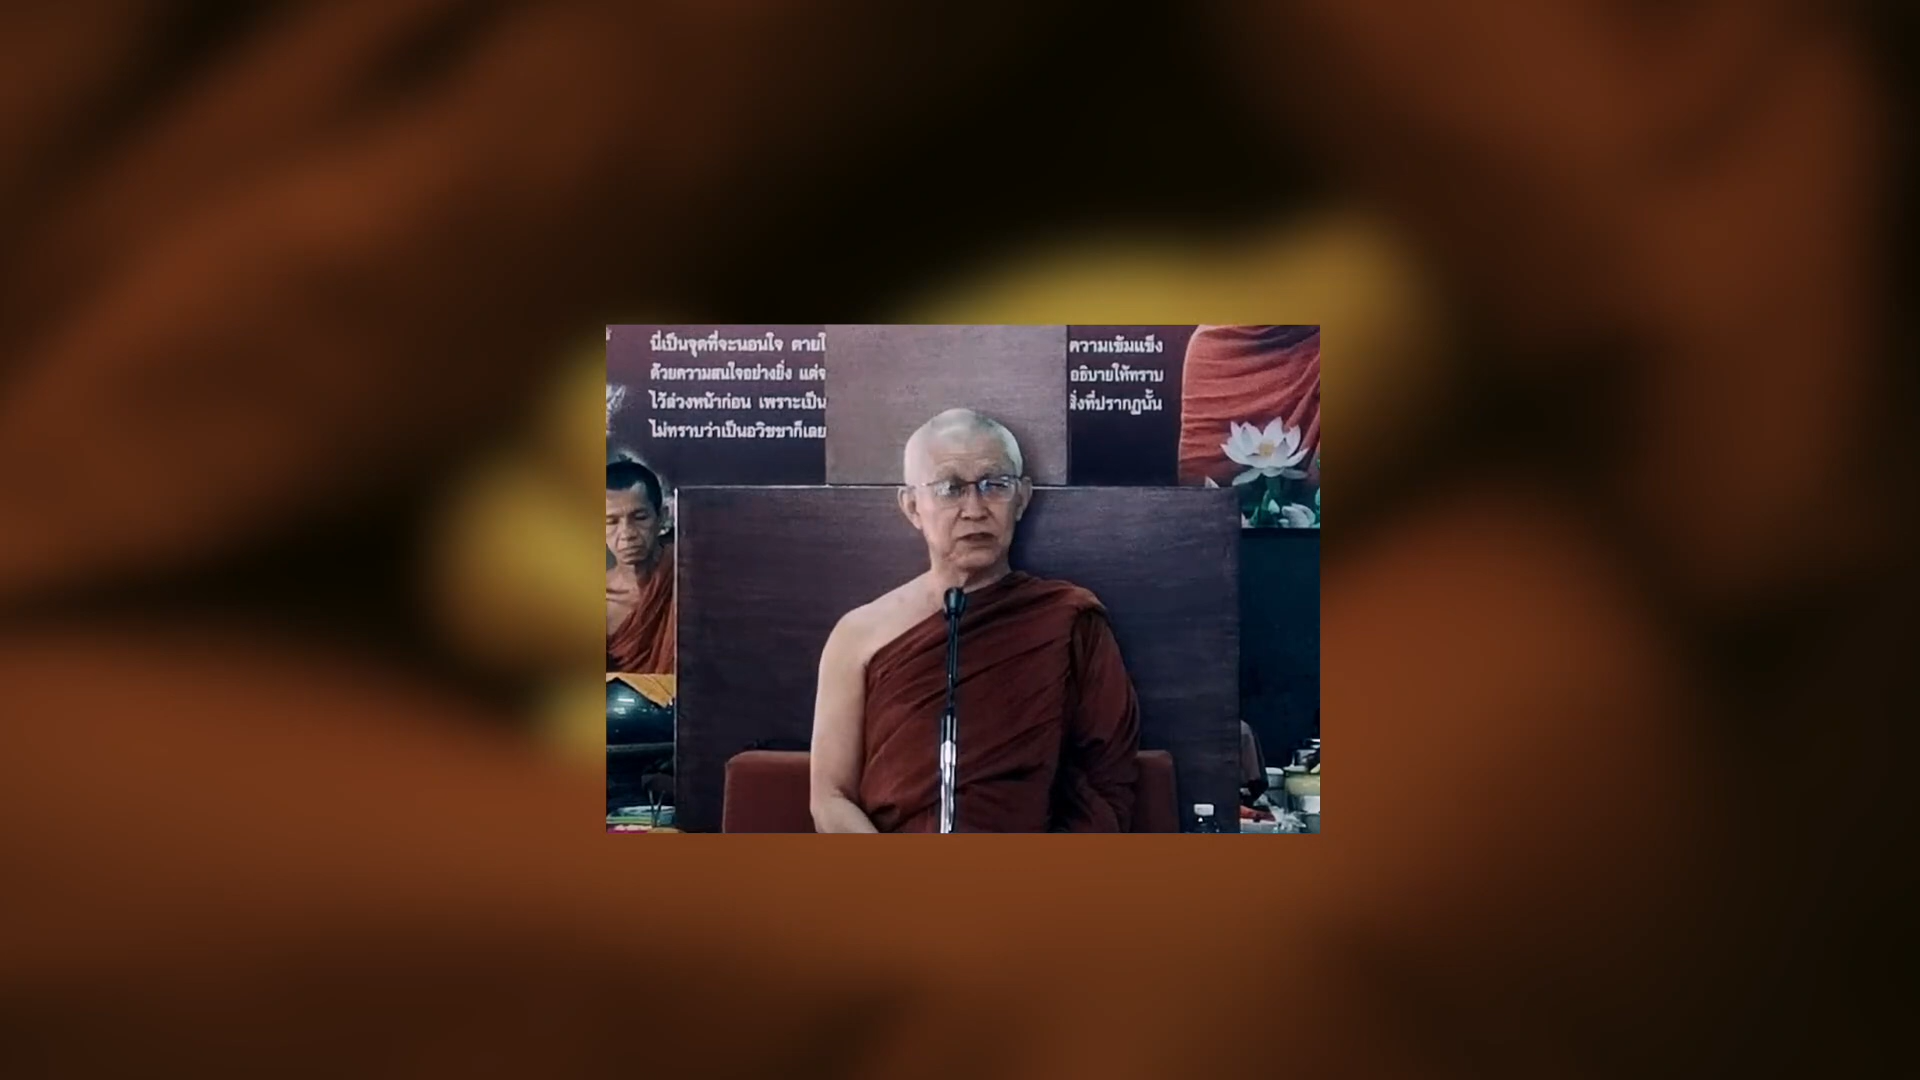 นี่เป็นจุดที่จะนอนใจ ตายใ
ด้วยความสนใจอย่างยิ่ง แต่จ
ไว้ล่วงหน้าก่อน เพราะเป็น
ไม่ทราบว่าเป็นอวิชชาก็เลย
ความเข้มแข็ง
อธิบายให้ทราบ
สิ่งที่ปรากฏนั้น